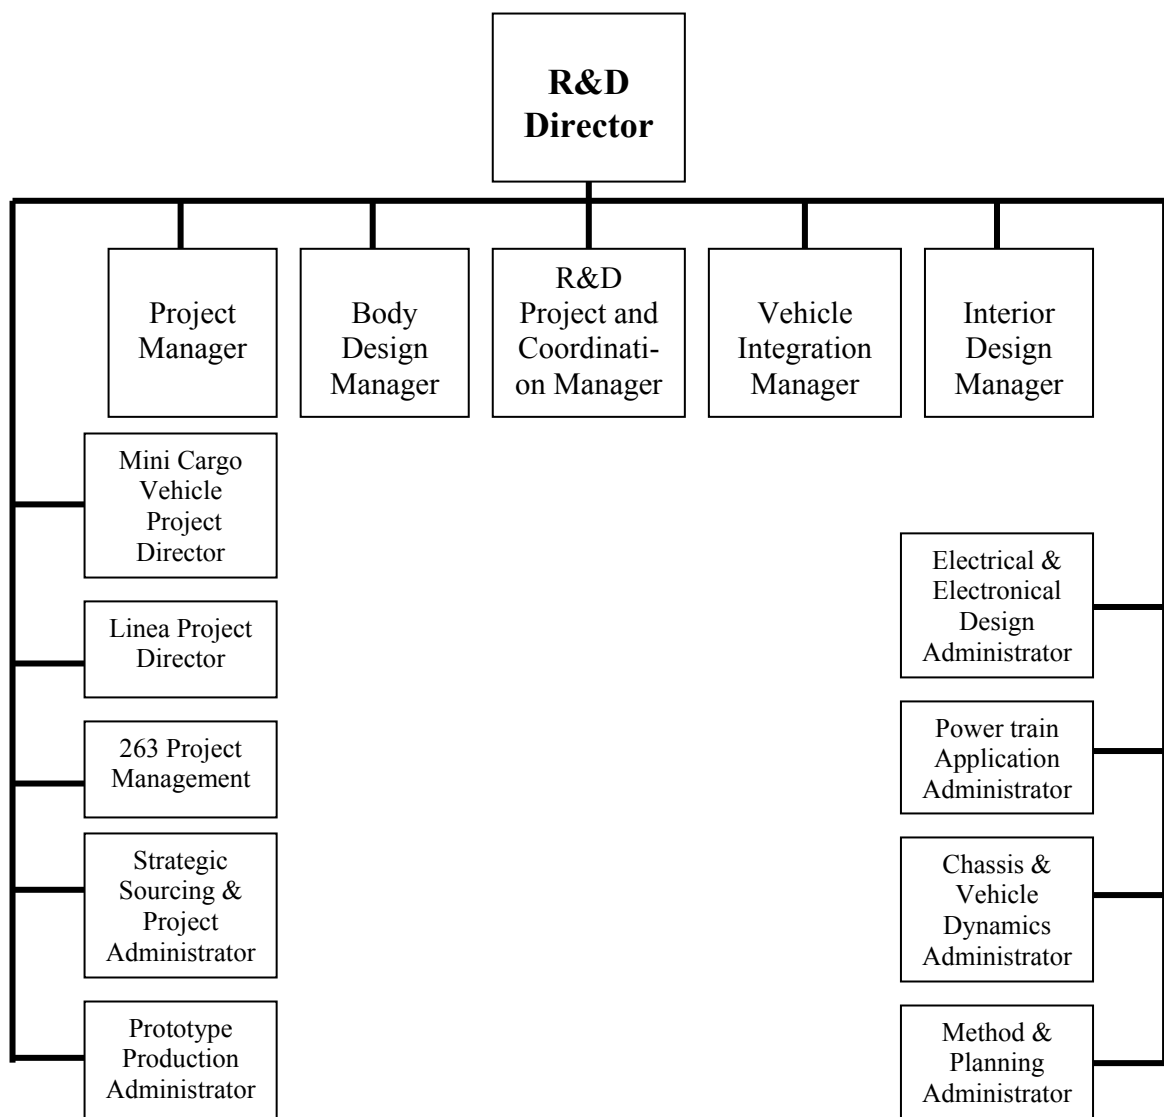 R&D
Director
Project
Manager
Body
Design
Manager
R&D
Project and
Coordinati-
on Manager
Vehicle
Integration
Manager
Interior
Design
Manager
Mini Cargo
Vehicle
Project
Director
Linea Project
Director
263 Project
Management
Strategic
Sourcing &
Project
Administrator
Prototype
Production
Administrator
Electrical &
Electronical
Design
Administrator
Power train
Application
Administrator
Chassis &
Vehicle
Dynamics
Administrator
Method &
Planning
Administrator